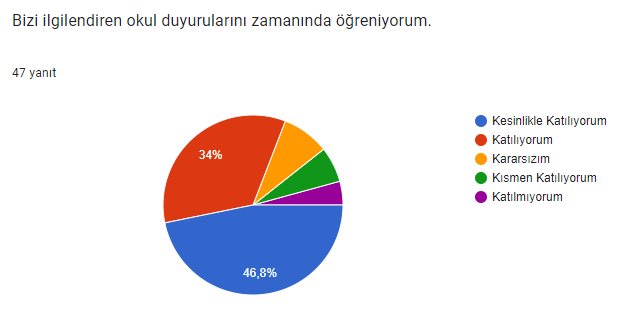 Bizi ilgilendiren okul duyurularını zamanında öğreniyorum.
47 yanıt
Kesinlikle Katılıyorum
Katılıyorum
Kararsızım
Kısmen Katılıyorum
Katılmıyorum
34%
46,8%